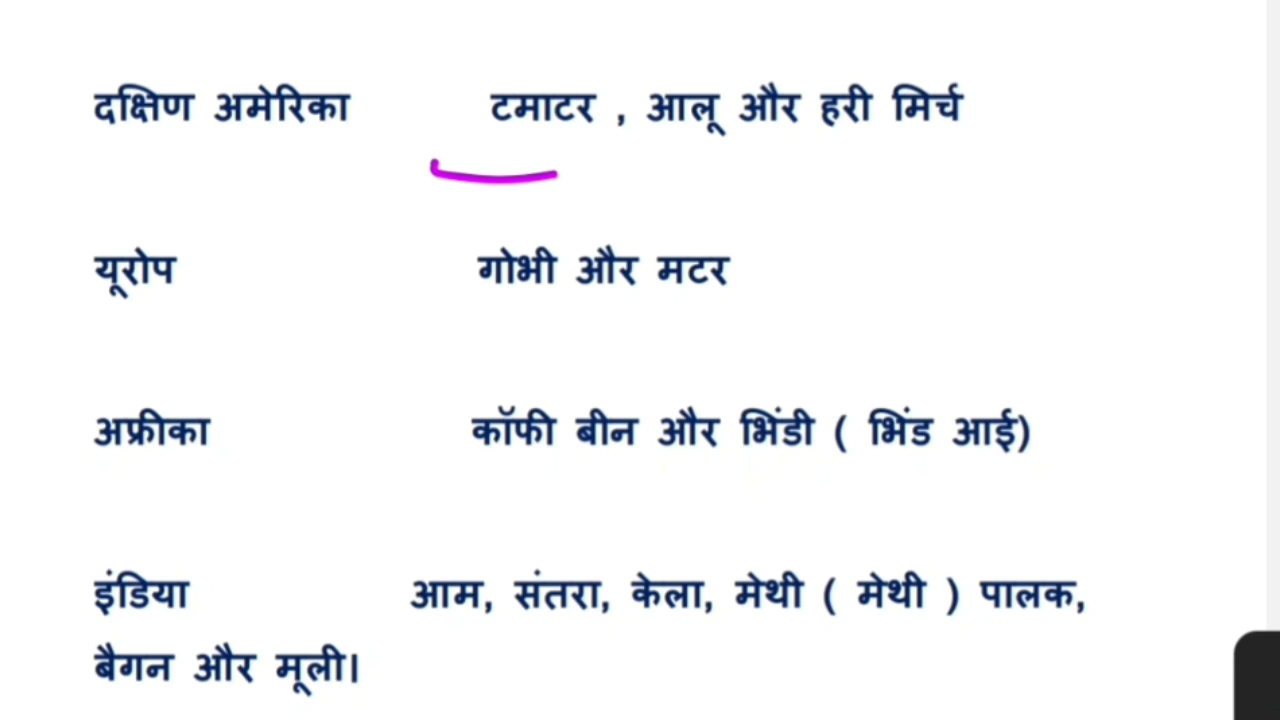 दक्षिण अमेरिका टमाटर , आलू और हरी मिर्च
यूरोप गोभी और मटर
अफ्रीका कॉफी बीन और भिंडी ( भिंड आई)
इंडिया आम, संतरा, केला, मेथी ( मेथी ) पालक,
बैगन और मूली।